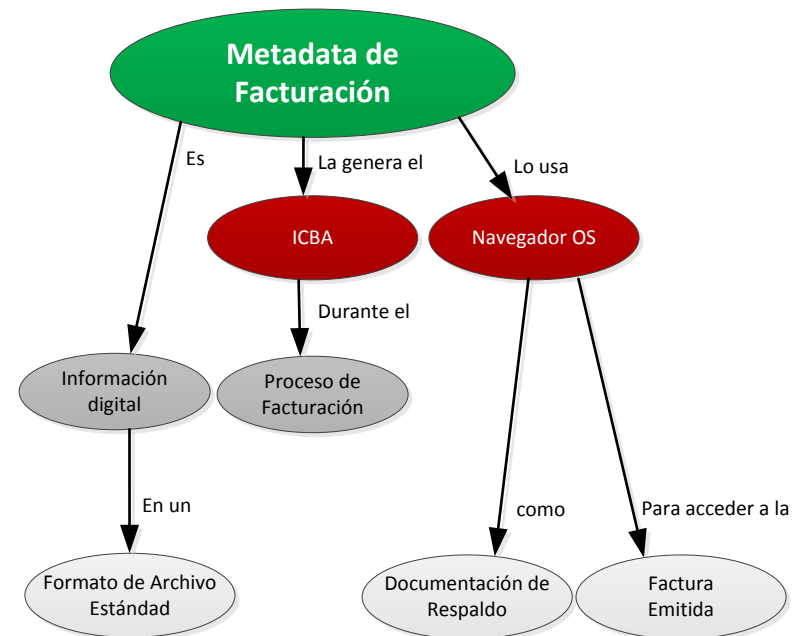 Metadata de
Facturación
Es
La genera el
Lo usa
ICBA
Navegador OS
Durante el
Información
digital
Proceso de
Facturación
En un
como
Para acceder a la
Formato de Archivo
Estándad
Documentación de
Respaldo
Factura
Emitida